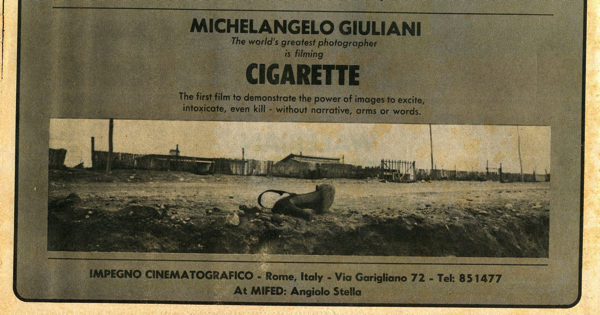 MICHELANGELO GIULIANI
The world's greatest photographer
is filming
CIGARETTE
The first film to demonstrate the power of images to excite,
intoxicate, even kill - without narrative, arms or words.
IMPEGNO CINEMATOGRAFICO - Rome, Italy - Via Garigliano 72 - Tel: 851477
At MIFED: Angiolo Stella